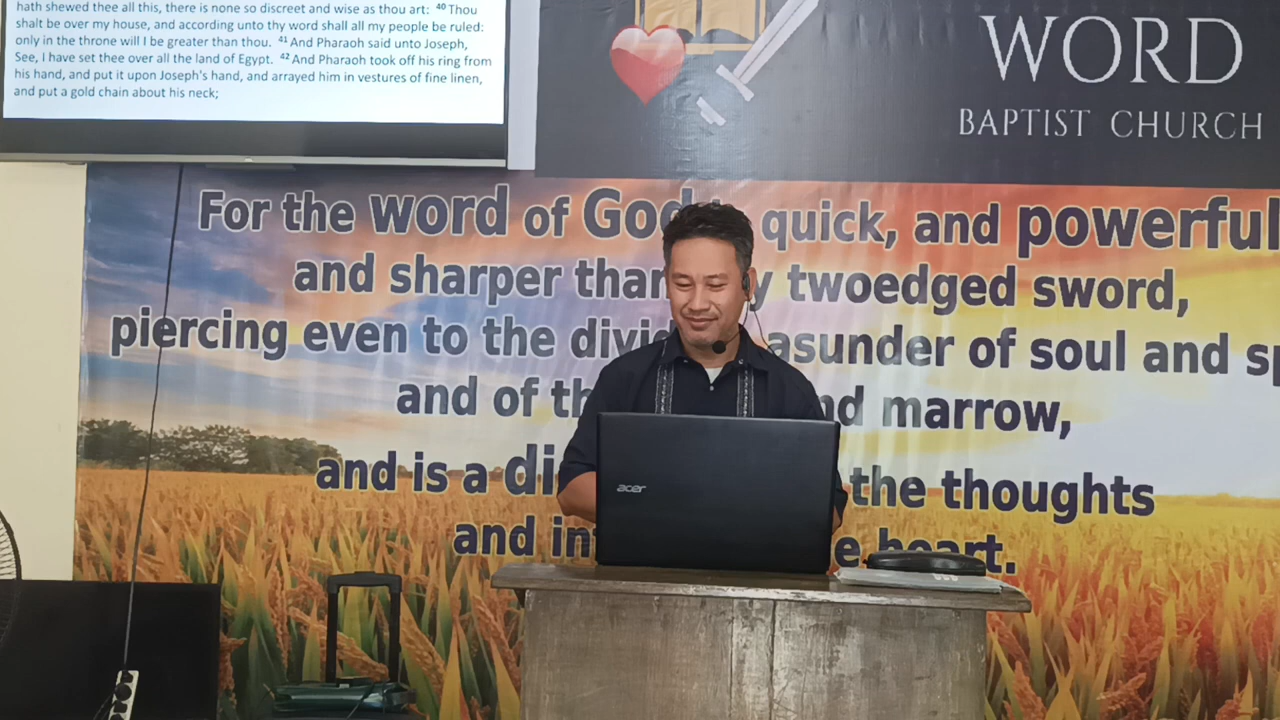 hath shewed thee all this, there is none so discreet and wise as thou art: 40 Thou
shalt be over my house, and according unto thy word shall all my people be ruled:
only in the throne will I be greater than thou. 41 And Pharaoh said unto Joseph,
See, I have set thee over all the land of Egypt. 42 And Pharaoh took off his ring from
his hand, and put it upon Joseph's hand, and arrayed him in vestures of fine linen,
and put a gold chain about his neck;
WORD
BAPTIST CHURCH
For the word of God quick, and powerful
and sharper than twoedged sword,
piercing even to the asunder of soul and
and of marrow,
and is a the thoughts
and heart.
acer